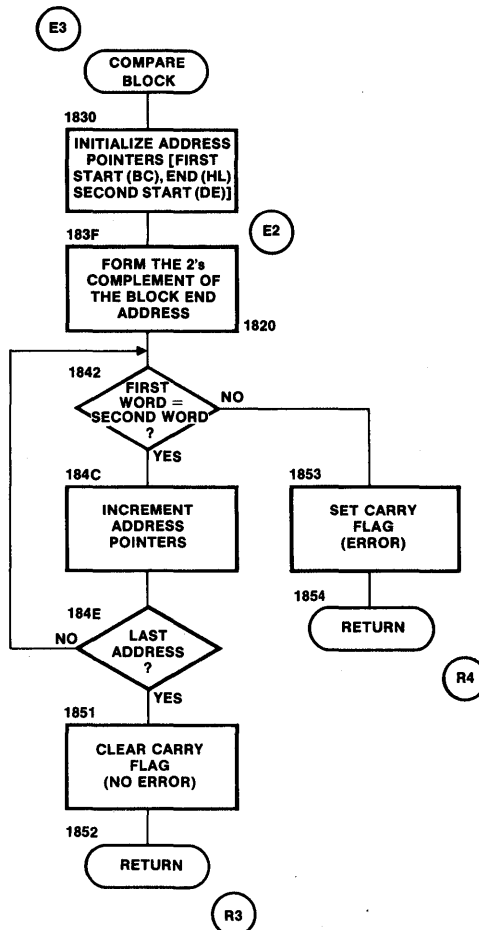 E3
COMPARE
BLOCK
1830
INITIALIZE ADDRESS
POINTERS [FIRST
START (BC), END (HL)
SECOND START (DE)]
183F
E2
FORM THE 2's
COMPLEMENT OF
THE BLOCK END
ADDRESS
1820
1842
FIRST
WORD =
SECOND WORD
?
NO
YES
184C
INCREMENT
ADDRESS
POINTERS
1853
SET CARRY
FLAG
(ERROR)
1854
RETURN
R4
184E
NO
LAST
ADDRESS
?
YES
1851
CLEAR CARRY
FLAG
(NO ERROR)
1852
RETURN
R3